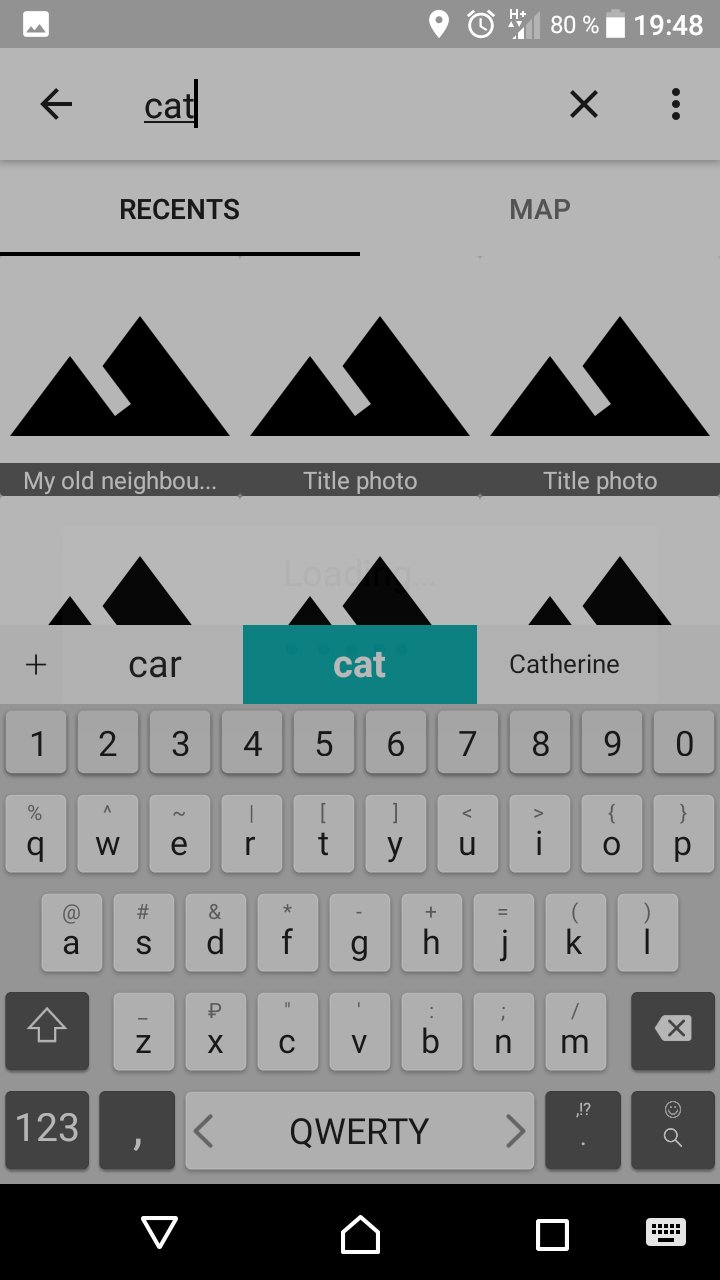 H+ 80 % 19:48
cat
RECENTS MAP
My old neighbou... Title photo Title photo
Loading...
+ car cat Catherine
1 2 3 4 5 6 7 8 9 0
% ^ ~ | [ ] < > { }
q w e r t y u i o p
@ # & * - + = ( )
a s d f g h j k l
_ ₽ " ' : ; /
z x c v b n m
123 , QWERTY ,!? .